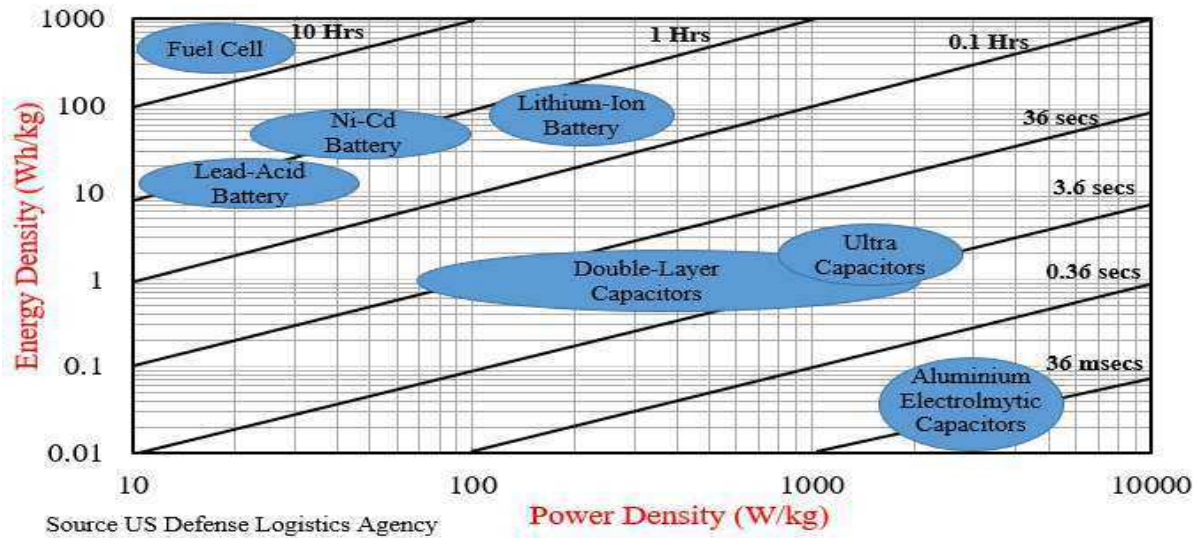 1000
100
10
1
0.1
0.01
Energy Density (Wh/kg)
10 Hrs
1 Hrs
0.1 Hrs
36 secs
3.6 secs
0.36 secs
36 msecs
Fuel Cell
Lithium-Ion
Battery
Ni-Cd
Battery
Lead-Acid
Battery
Ultra
Capacitors
Double-Layer
Capacitors
Aluminium
Electrolmytic
Capacitors
10
100
1000
10000
Power Density (W/kg)
Source US Defense Logistics Agency